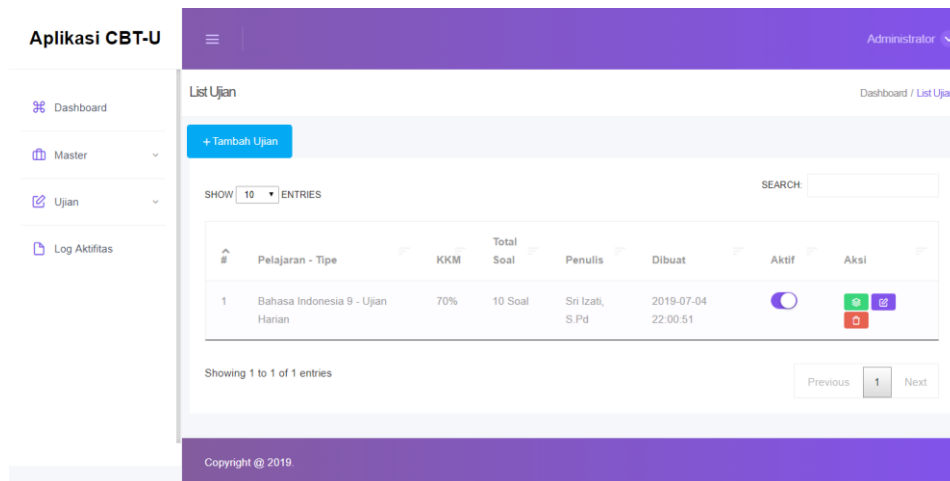 Aplikasi CBT-U
Administrator
Dashboard
Master
Ujian
Log Aktifitas
List Ujian
Dashboard / List Ujian
+ Tambah Ujian
SHOW 10 ENTRIES
SEARCH:
# Pelajaran - Tipe KKM Total Soal Penulis Dibuat Aktif Aksi
1 Bahasa Indonesia 9 - Ujian 70% 10 Soal Sri Izati, 2019-07-04
Harian S.Pd 22:00:51
Showing 1 to 1 of 1 entries
Previous 1 Next
Copyright @ 2019.